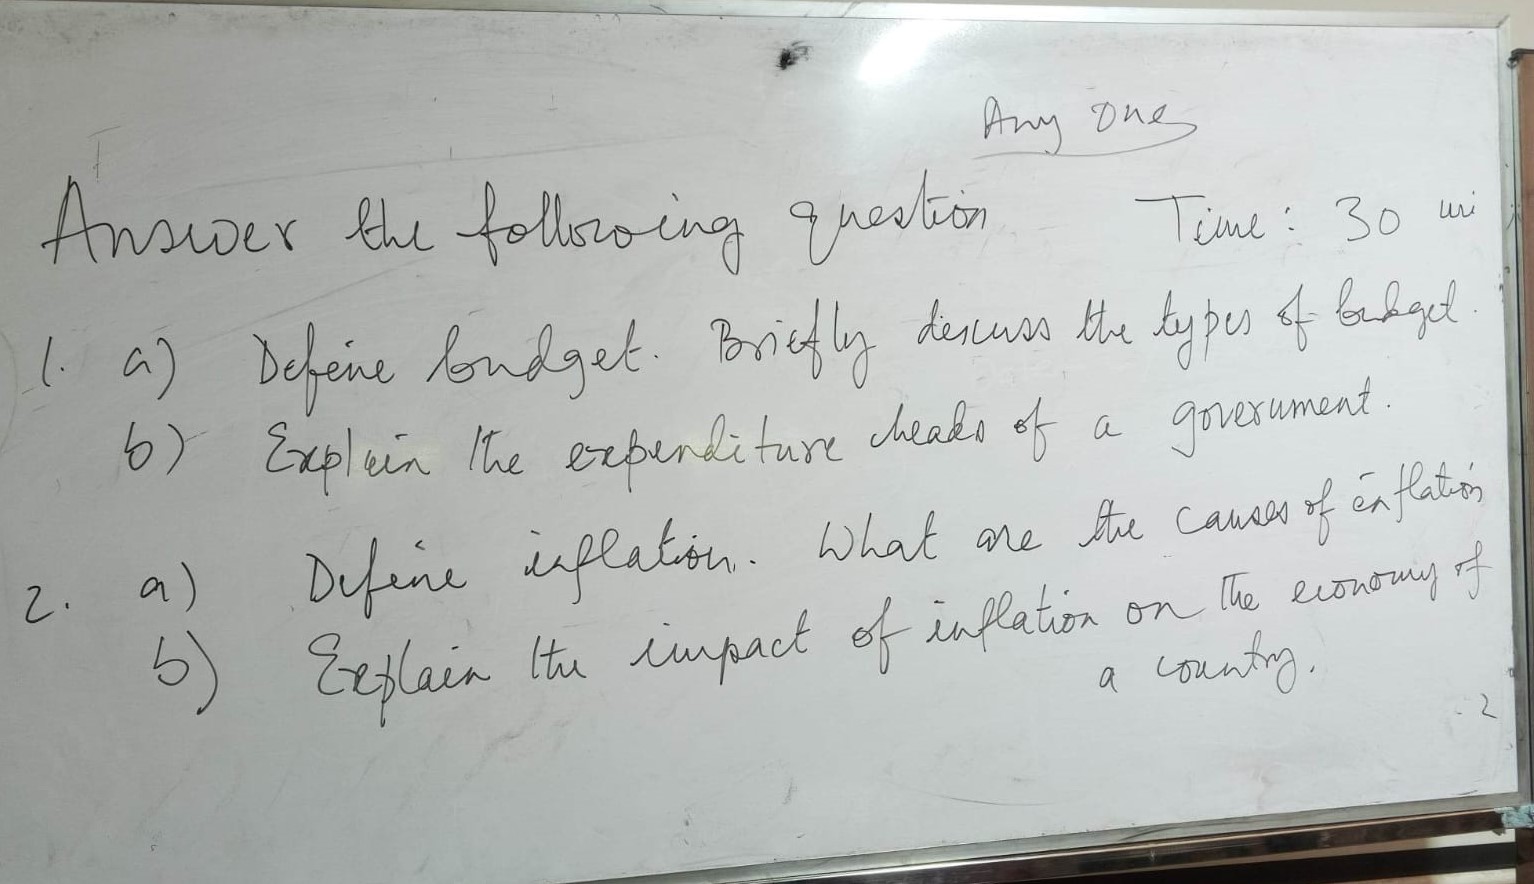 Any one
Answer the following question Time: 30 mi
1. a) Define budget. Briefly discuss the types of budget.
b) Explain the expenditure heads of a government.
2. a) Define inflation. What are the causes of inflation
b) Explain the impact of inflation on the economy of
a country.
2